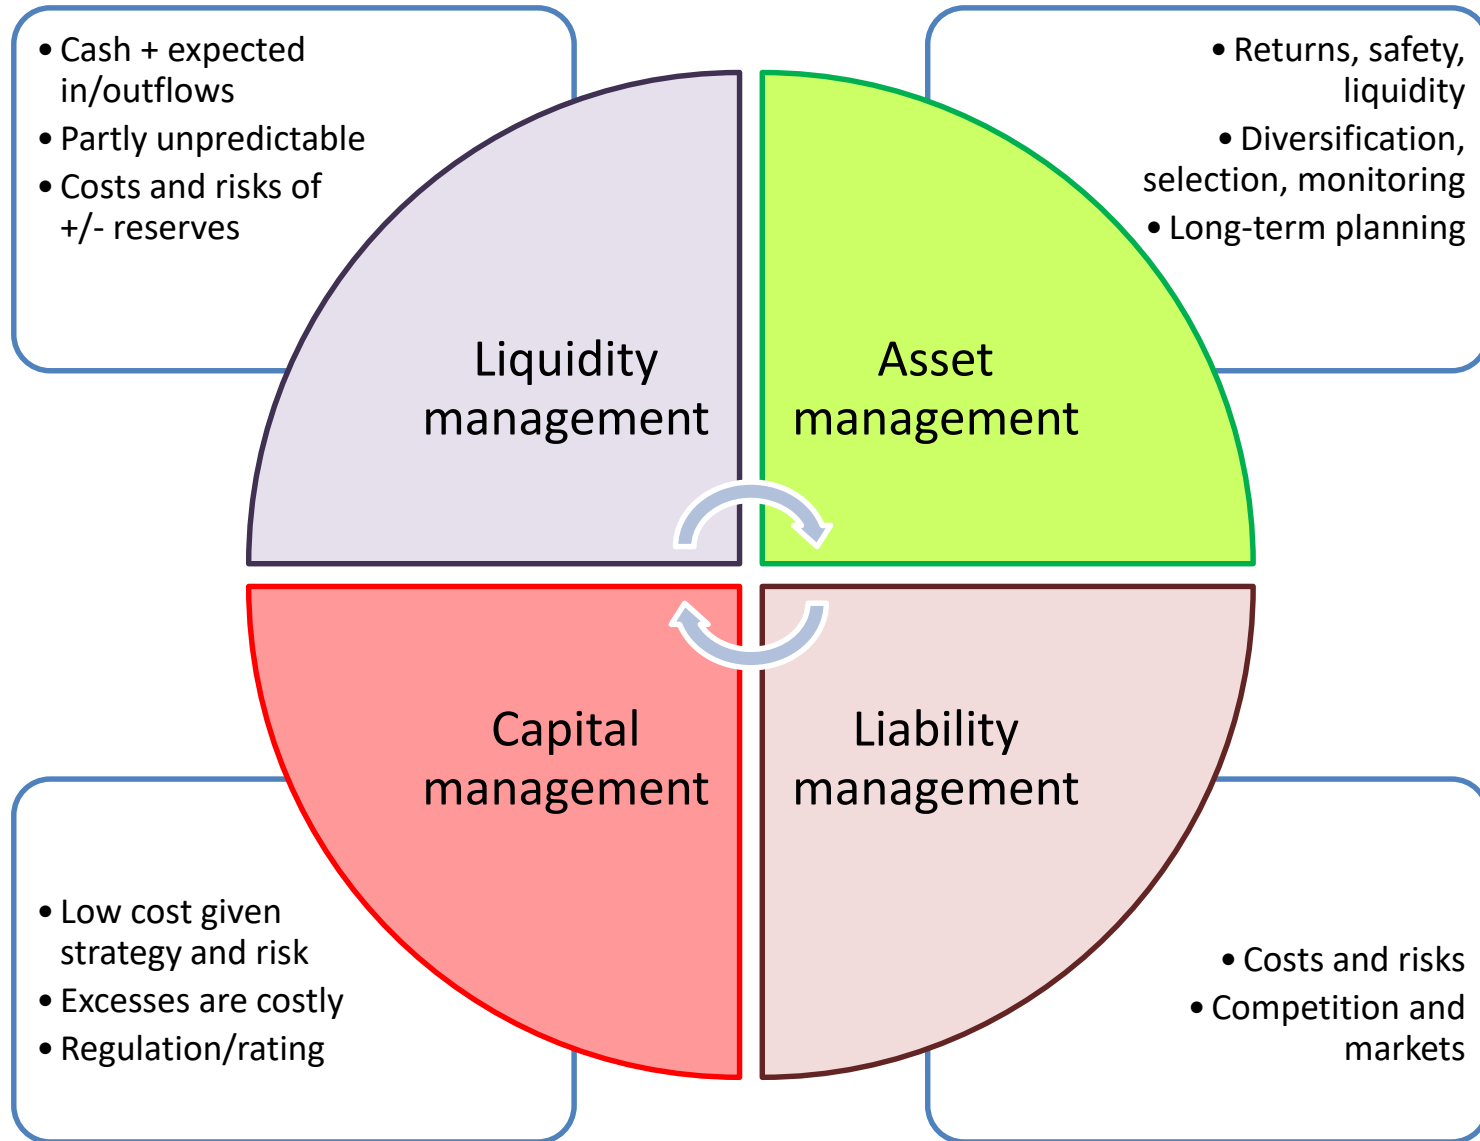 • Cash + expected
in/outflows
• Partly unpredictable
• Costs and risks of
+/- reserves
• Returns, safety,
liquidity
• Diversification,
selection, monitoring
• Long-term planning
Liquidity
management
Asset
management
Capital
management
Liability
management
• Low cost given
strategy and risk
• Excesses are costly
• Regulation/rating
• Costs and risks
• Competition and
markets